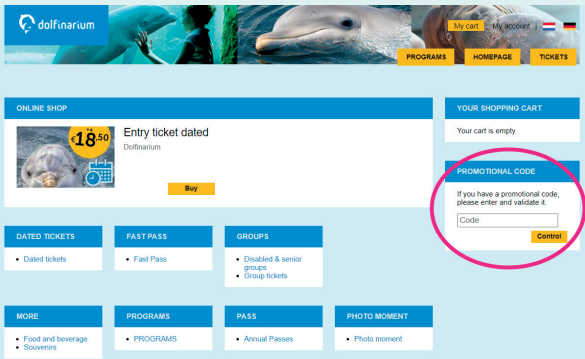 dolfinarium
My cart
My account
PROGRAMS
HOMEPAGE
TICKETS
ONLINE SHOP
€18.50
Entry ticket dated
Dolfinarium
Buy
YOUR SHOPPING CART
Your cart is empty.
PROMOTIONAL CODE
If you have a promotional code,
please enter and validate it.
Code
Control
DATED TICKETS
Dated tickets
FAST PASS
Fast Pass
GROUPS
Disabled & senior
groups
Group tickets
MORE
Food and beverage
Souvenirs
PROGRAMS
PROGRAMS
PASS
Annual Passes
PHOTO MOMENT
Photo moment